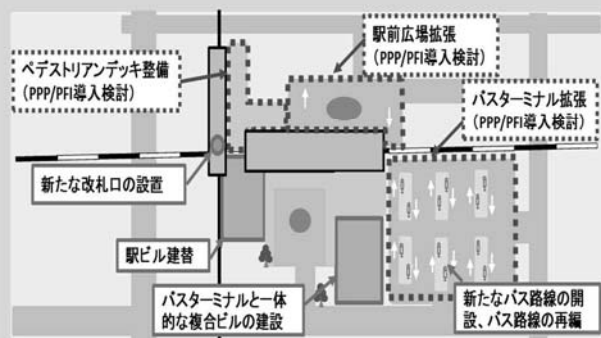 駅前広場拡張
(PPP/PFI導入検討)
ペデストリアンデッキ整備
(PPP/PFI導入検討)
バスターミナル拡張
(PPP/PFI導入検討)
新たな改札口の設置
駅ビル建替
バスターミナルと一体
的な複合ビルの建設
新たなバス路線の開
設、バス路線の再編